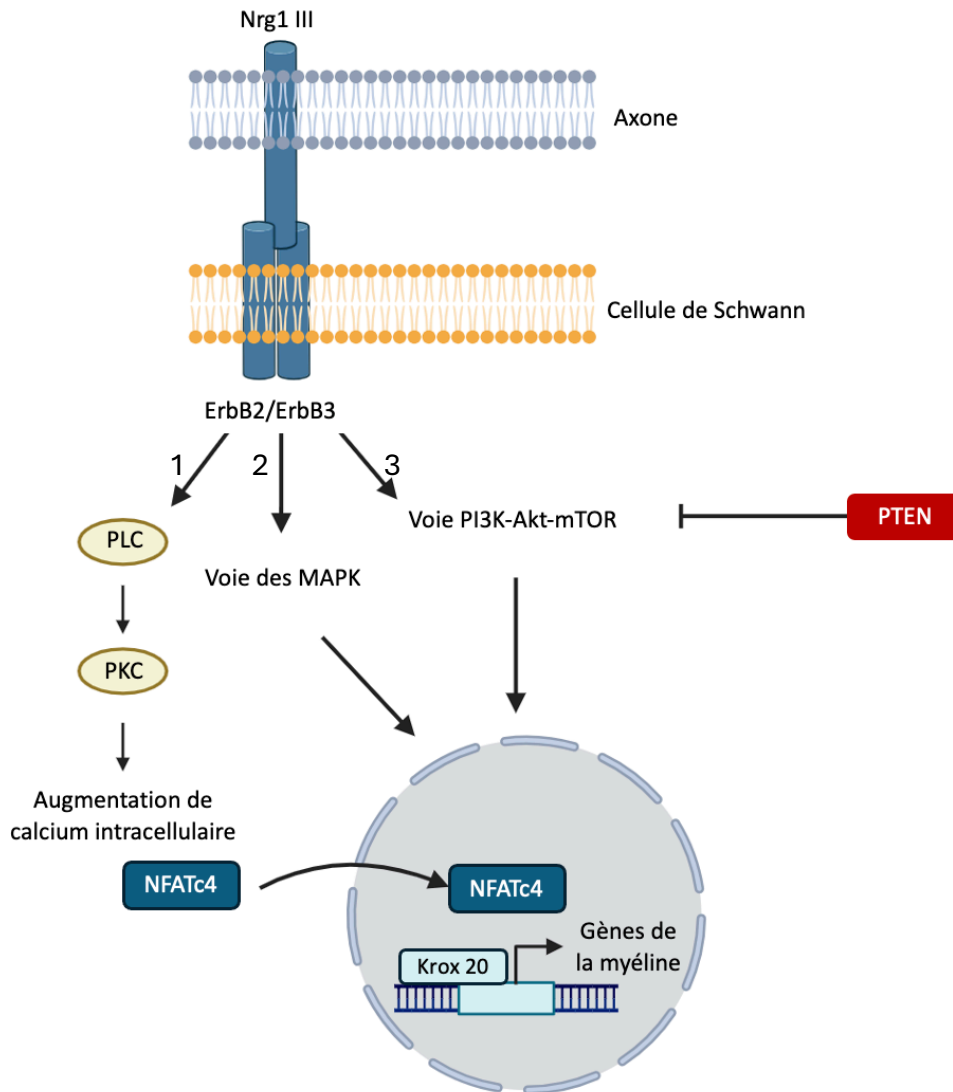 Nrg1 III
Axone
Cellule de Schwann
ErbB2/ErbB3
1
2
3
PLC
Voie des MAPK
Voie PI3K-Akt-mTOR
PTEN
PKC
Augmentation de
calcium intracellulaire
NFATc4
NFATc4
Gènes de
la myéline
Krox 20